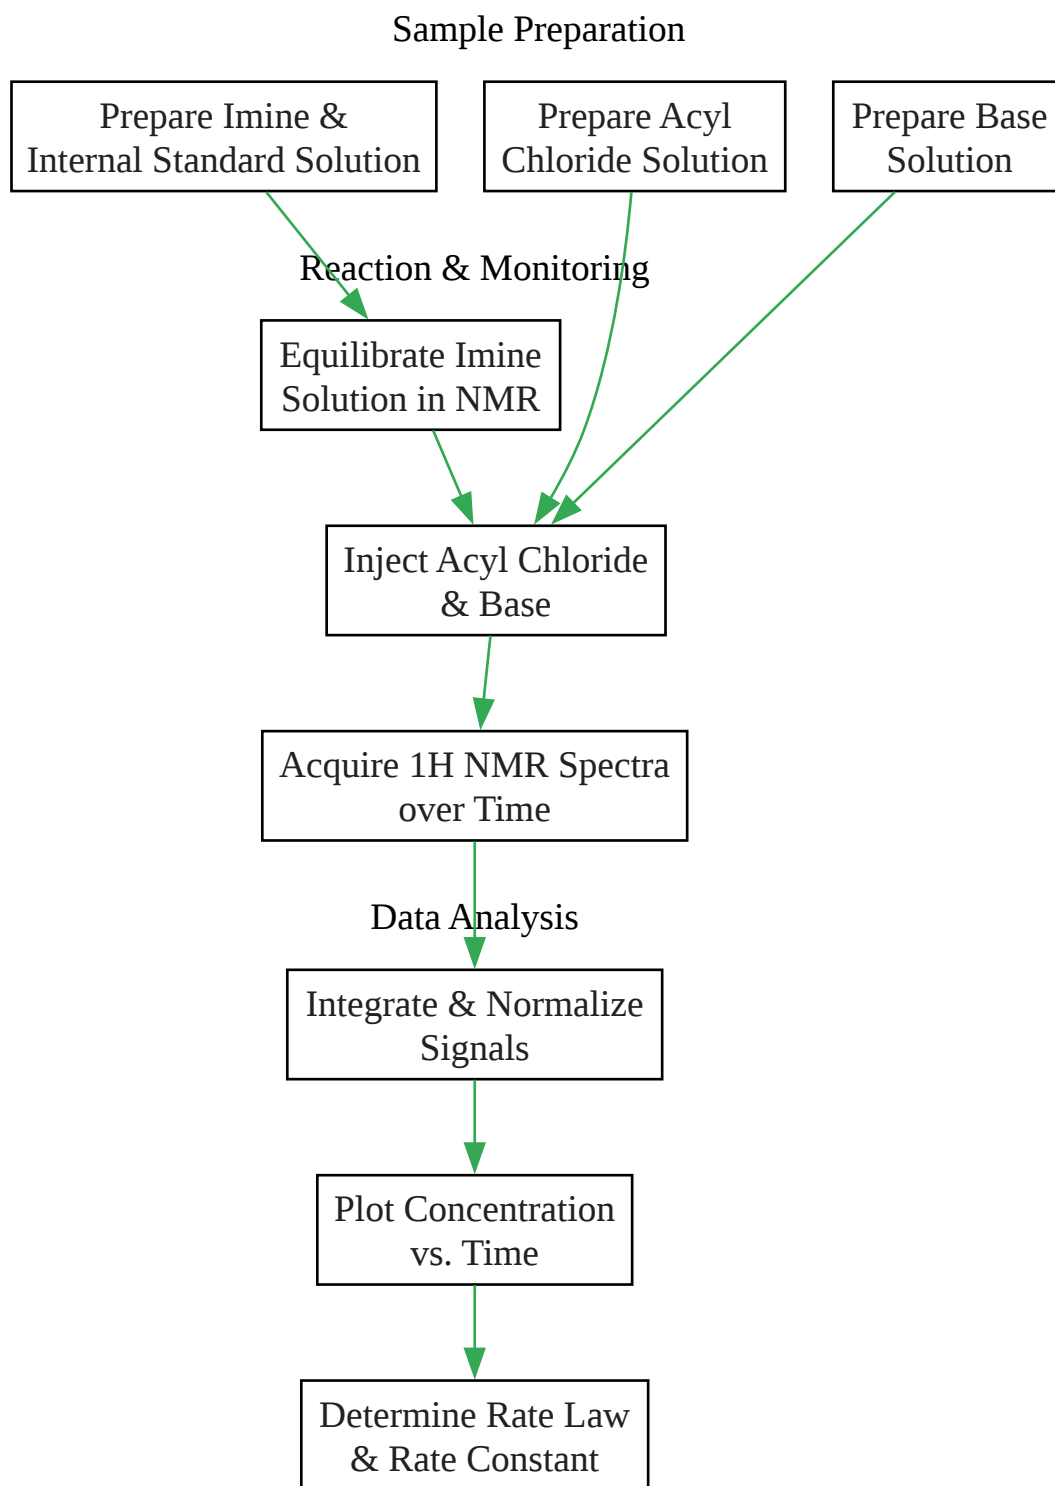 Sample Preparation
Prepare Imine &
Internal Standard Solution
Prepare Acyl
Chloride Solution
Prepare Base
Solution
Reaction & Monitoring
Equilibrate Imine
Solution in NMR
Inject Acyl Chloride
& Base
Acquire 1H NMR Spectra
over Time
Data Analysis
Integrate & Normalize
Signals
Plot Concentration
vs. Time
Determine Rate Law
& Rate Constant